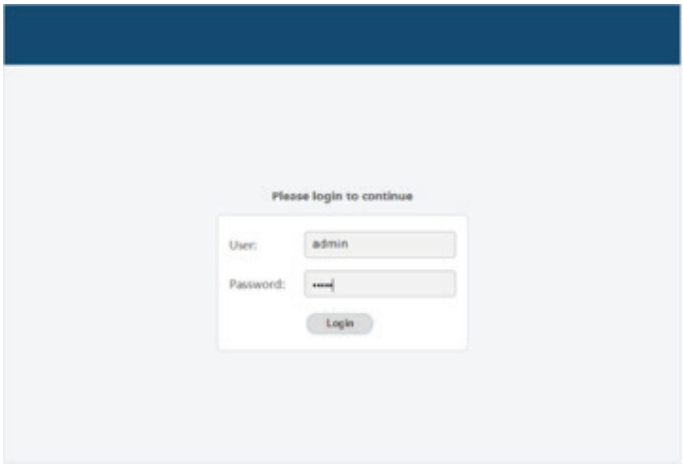 Please login to continue
User: admin
Password: •••••
Login